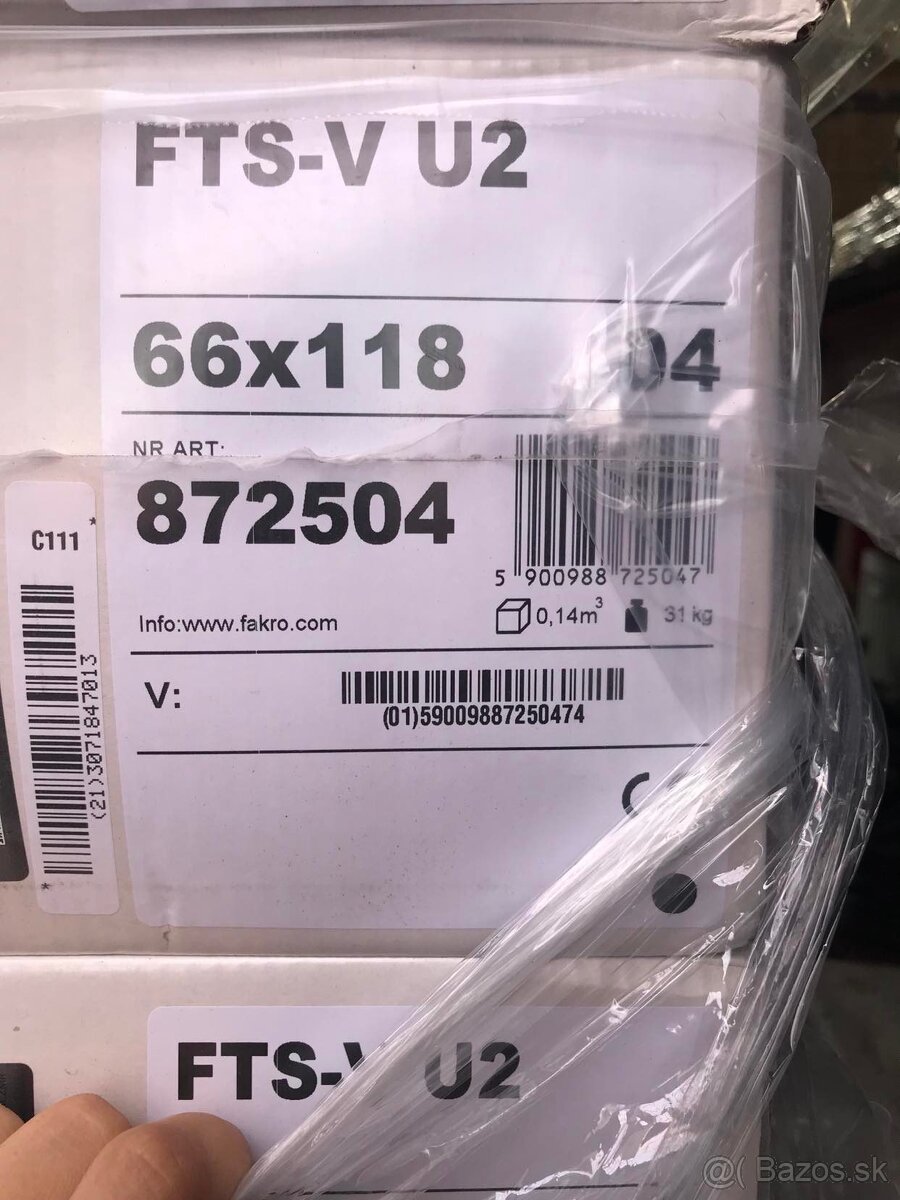 FTS-V U2
66x118 04
NR ART:
872504
5 900988 725047
C111
Info:www.fakro.com
0,14m³ 31 kg
V:
(01)59009887250474
(21)3071847013
FTS-V U2
@( Bazos.sk